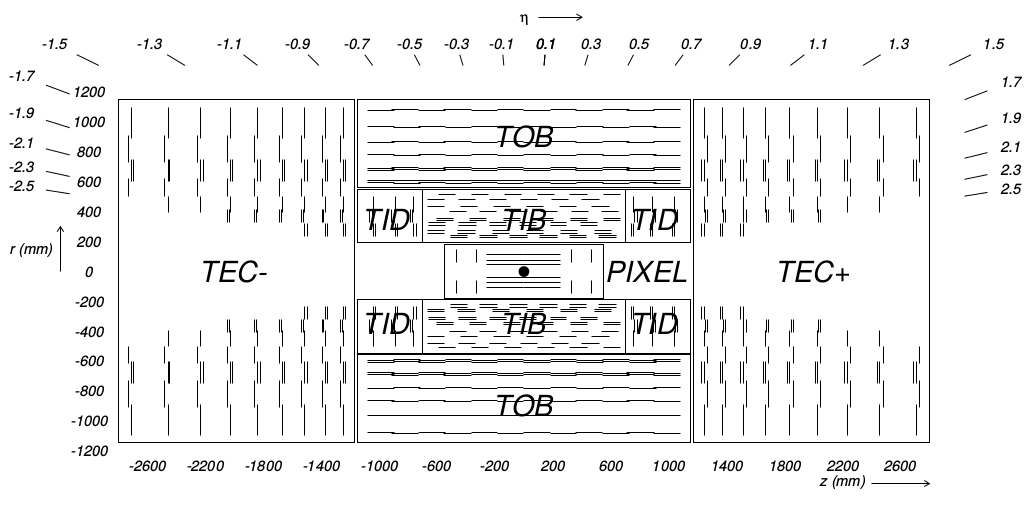 η
-1.5 -1.3 -1.1 -0.9 -0.7 -0.5 -0.3 -0.1 0.1 0.3 0.5 0.7 0.9 1.1 1.3 1.5
-1.7 1.7
-1.9 1.9
-2.1 2.1
-2.3 2.3
-2.5 2.5
1200
1000
800
600
400
200
0
-200
-400
-600
-800
-1000
-1200
r (mm)
TOB
TID TIB TID
TEC- PIXEL TEC+
TID TIB TID
TOB
-2600 -2200 -1800 -1400 -1000 -600 -200 200 600 1000 1400 1800 2200 2600
z (mm)